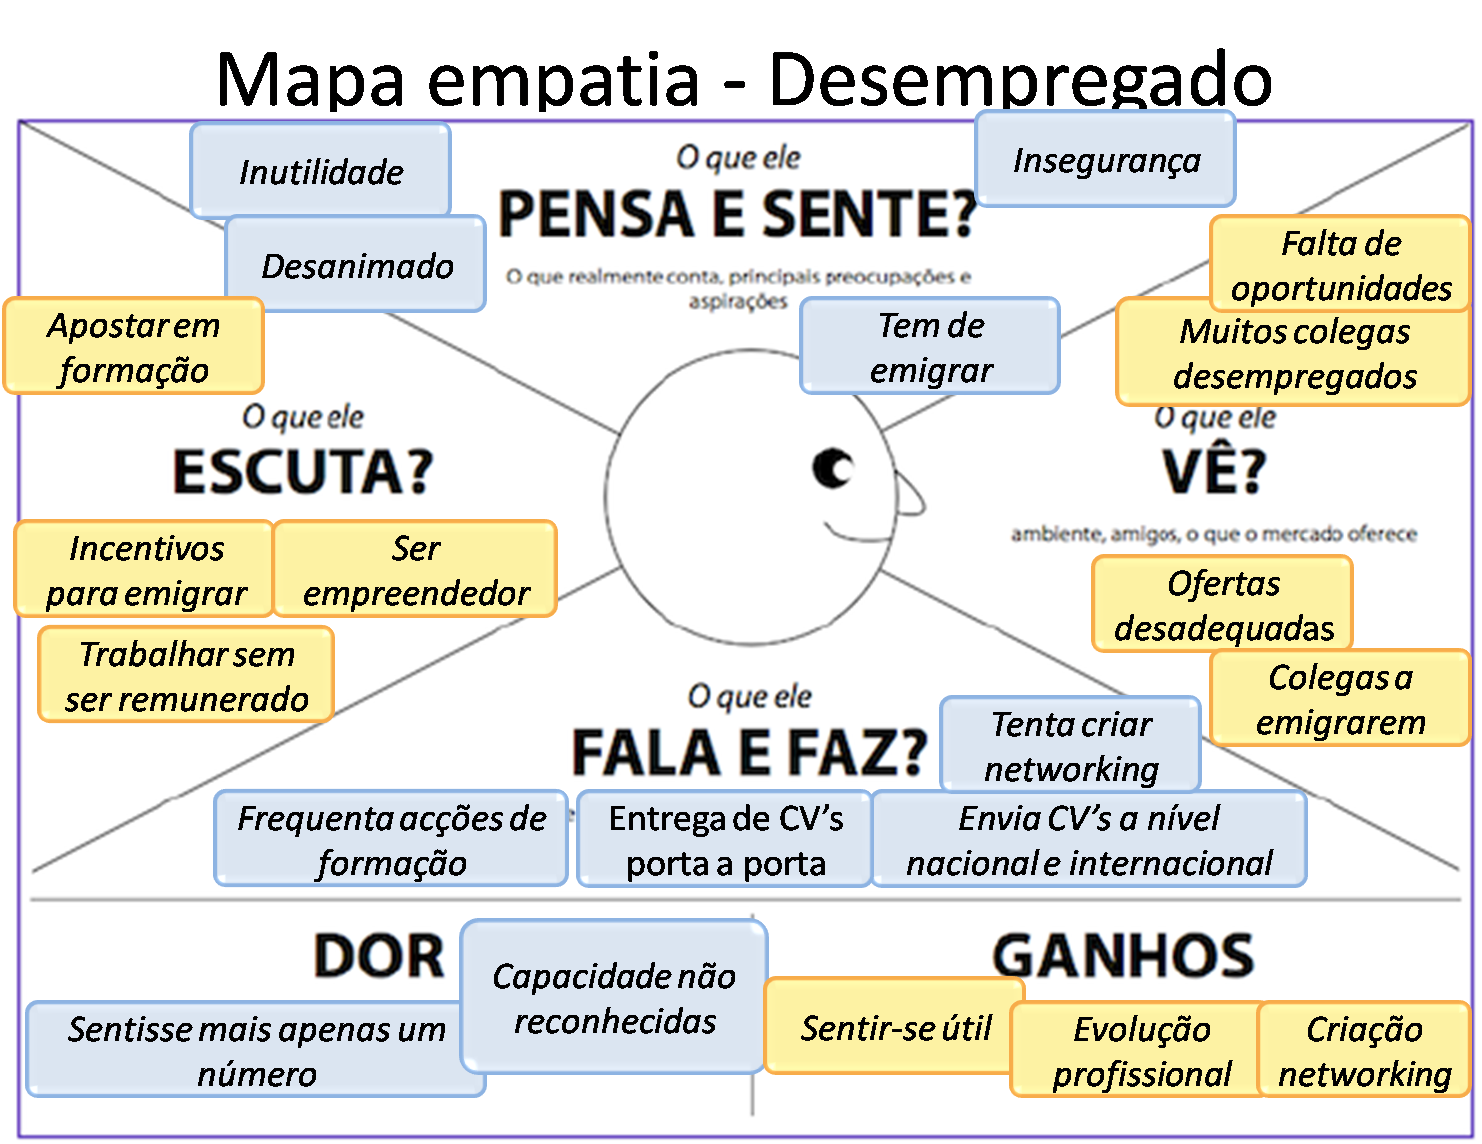 Mapa empatia - Desempregado
Inutilidade
Desanimado
O que ele
PENSA E SENTE?
O que realmente conta, principais preocupações e
aspirações
Insegurança
Tem de
emigrar
Falta de
oportunidades
Muitos colegas
desempregados
Apostar em
formação
O que ele
ESCUTA?
Incentivos
para emigrar
Ser
empreendedor
Trabalhar sem
ser remunerado
O que ele
VÊ?
ambiente, amigos, o que o mercado oferece
Ofertas
desadequadas
Colegas a
emigrarem
O que ele
FALA E FAZ?
Tenta criar
networking
Frequenta acções de
formação
Entrega de CV's
porta a porta
Envia CV's a nível
nacional e internacional
DOR
Capacidade não
reconhecidas
Sentisse mais apenas um
número
GANHOS
Sentir-se útil
Evolução
profissional
Criação
networking